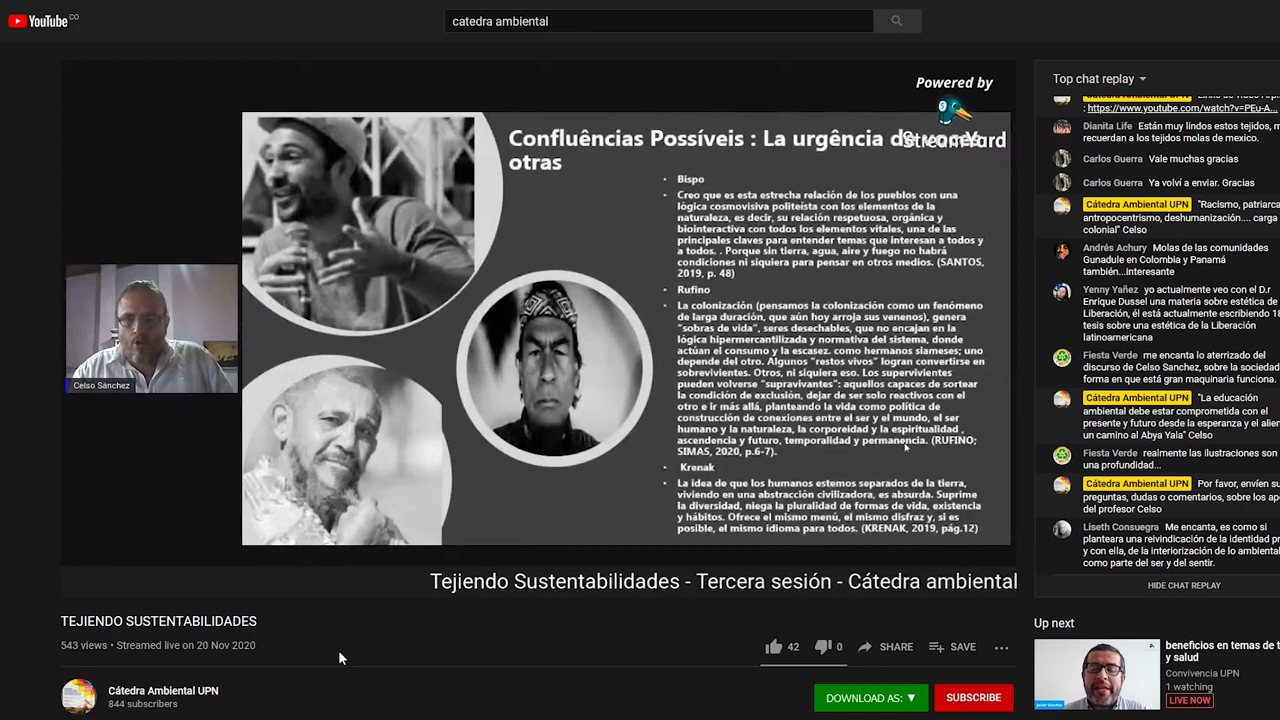 YouTube CO
catedra ambiental
Powered by
StreamYard
Confluências Possíveis : La urgência de voces
otras
• Bispo
• Creo que es esta estrecha relación de los pueblos con una
lógica cosmovisiva politeísta con los elementos de la
naturaleza, es decir, su relación respetuosa, orgánica y
biointeractiva con todos los elementos vitales, una de las
principales claves para entender temas que interesan a todos y
a todos. . Porque sin tierra, agua, aire y fuego no habrá
condiciones ni siquiera para pensar en otros medios. (SANTOS,
2019, p. 48)
• Rufino
• La colonización (pensamos la colonización como un fenómeno
de larga duración, que aún hoy arroja sus venenos), genera
“sobras de vida”, seres desechables, que no encajan en la
lógica hipermercantilizada y normativa del sistema, donde
actúan el consumo y la escasez. como hermanos siameses; uno
depende del otro. Algunos “restos vivos” logran convertirse en
sobrevivientes. Otros, ni siquiera eso. Los supervivientes
pueden volverse “supravivantes”: aquellos capaces de sortear
la condición de exclusión, dejar de ser solo reactivos con el
otro e ir más allá, planteando la vida como política de
construcción de conexiones entre el ser y el mundo, el ser
humano y la naturaleza, la corporeidad y la espiritualidad ,
ascendencia y futuro, temporalidad y permanencia. (RUFINO;
SIMAS, 2020, p.6-7).
• Krenak
• La idea de que los humanos estemos separados de la tierra,
viviendo en una abstracción civilizadora, es absurda. Suprime
la diversidad, niega la pluralidad de formas de vida, existencia
y hábitos. Ofrece el mismo menú, el mismo disfraz y, si es
posible, el mismo idioma para todos. (KRENAK, 2019, pág.12)
Celso Sánchez
Tejiendo Sustentabilidades - Tercera sesión - Cátedra ambiental
TEJIENDO SUSTENTABILIDADES
543 views • Streamed live on 20 Nov 2020
42
0
SHARE
SAVE
Cátedra Ambiental UPN
844 subscribers
DOWNLOAD AS: ▼
SUBSCRIBE
Top chat replay
: https://www.youtube.com/watch?v=PEu-A...
Dianita Life Están muy lindos estos tejidos, m
recuerdan a los tejidos molas de mexico.
Carlos Guerra Vale muchas gracias
Carlos Guerra Ya volví a enviar. Gracias
Cátedra Ambiental UPN "Racismo, patriarca
antropocentrismo, deshumanización.... carga
colonial" Celso
Andrés Achury Molas de las comunidades
Gunadule en Colombia y Panamá
también...interesante
Yenny Yañez yo actualmente veo con el D.r
Enrique Dussel una materia sobre estética de
Liberación, él está actualmente escribiendo 18
tesis sobre una estética de la Liberación
latinoamericana
Fiesta Verde me encanta lo aterrizado del
discurso de Celso Sanchez, sobre la sociedad
forma en que está gran maquinaria funciona.
Cátedra Ambiental UPN "La educación
ambiental debe estar comprometida con el
presente y futuro desde la esperanza y el alien
un camino al Abya Yala" Celso
Fiesta Verde realmente las ilustraciones son
una profundidad...
Cátedra Ambiental UPN Por favor, envíen su
preguntas, dudas o comentarios, sobre los apo
del profesor Celso
Liseth Consuegra Me encanta, es como si
planteara una reivindicación de la identidad pr
y con ella, de la interiorización de lo ambiental
como parte del ser y del sentir.
HIDE CHAT REPLAY
Up next
beneficios en temas de t
y salud
Convivencia UPN
1 watching
LIVE NOW